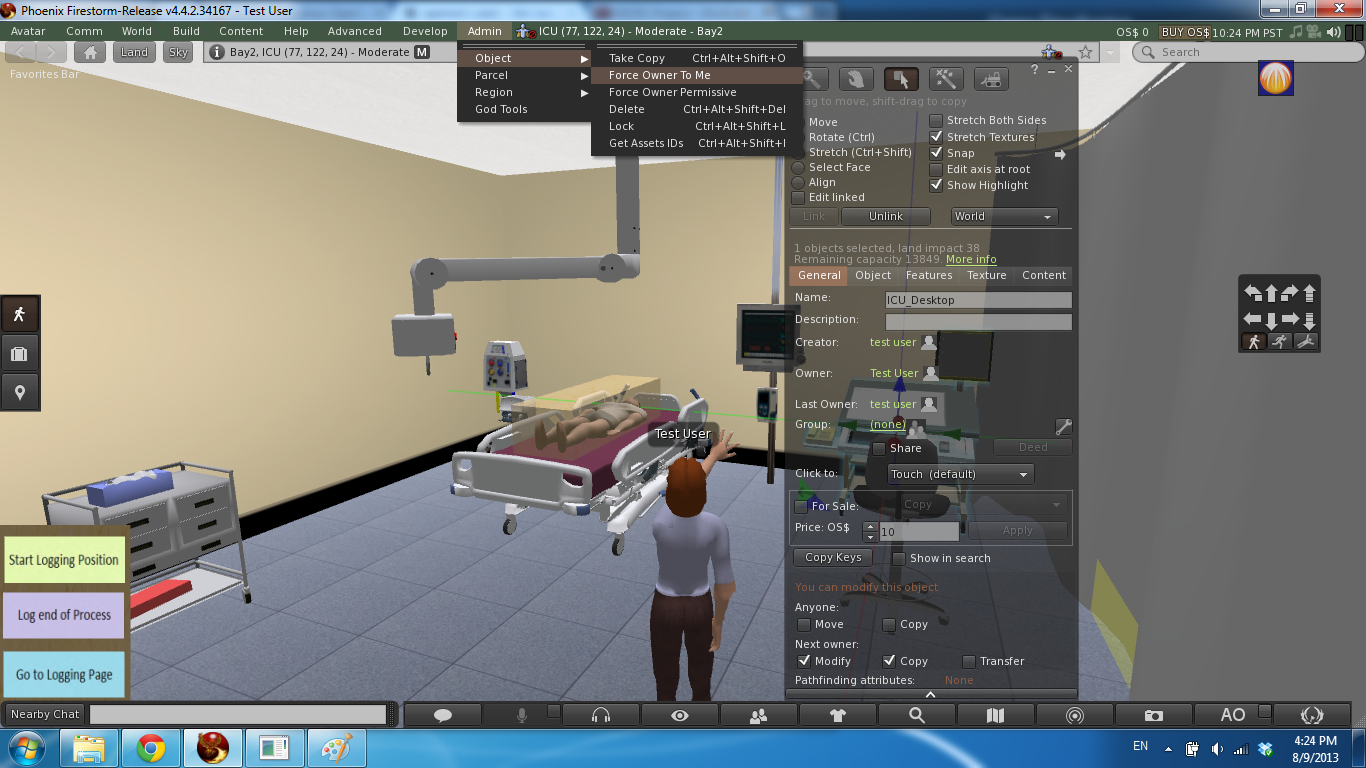 Phoenix Firestorm-Release v4.4.2.34167 - Test User
Avatar Comm World Build Content Help Advanced Develop Admin ICU (77, 122, 24) - Moderate - Bay2 OS$ 0 BUY OS$ 10:24 PM PST
Land Sky Bay2, ICU (77, 122, 24) - Moderate M Search
Favorites Bar
Object
Parcel
Region
God Tools
Take Copy Ctrl+Alt+Shift+O
Force Owner To Me
Force Owner Permissive
Delete Ctrl+Alt+Shift+Del
Lock Ctrl+Alt+Shift+L
Get Assets IDs Ctrl+Alt+Shift+I
? 
ag to move, shift-drag to copy
Move
Rotate (Ctrl)
Stretch (Ctrl+Shift)
Select Face
Align
Edit linked
Stretch Both Sides
Stretch Textures
Snap
Edit axis at root
Show Highlight
Link Unlink World
1 objects selected, land impact 38
Remaining capacity 13849. More info
General Object Features Texture Content
Name: ICU_Desktop
Description:
Creator: test user
Owner: Test User
Last Owner: test user
Group: (none)
Share Deed
Click to: Touch (default)
For Sale: Copy
Price: OS$ 10 Apply
Copy Keys Show in search
You can modify this object
Anyone:
Move Copy
Next owner:
Modify Copy Transfer
Pathfinding attributes: None
Test User
Start Logging Position
Log end of Process
Go to Logging Page
Nearby Chat
AO
EN
4:24 PM
8/9/2013